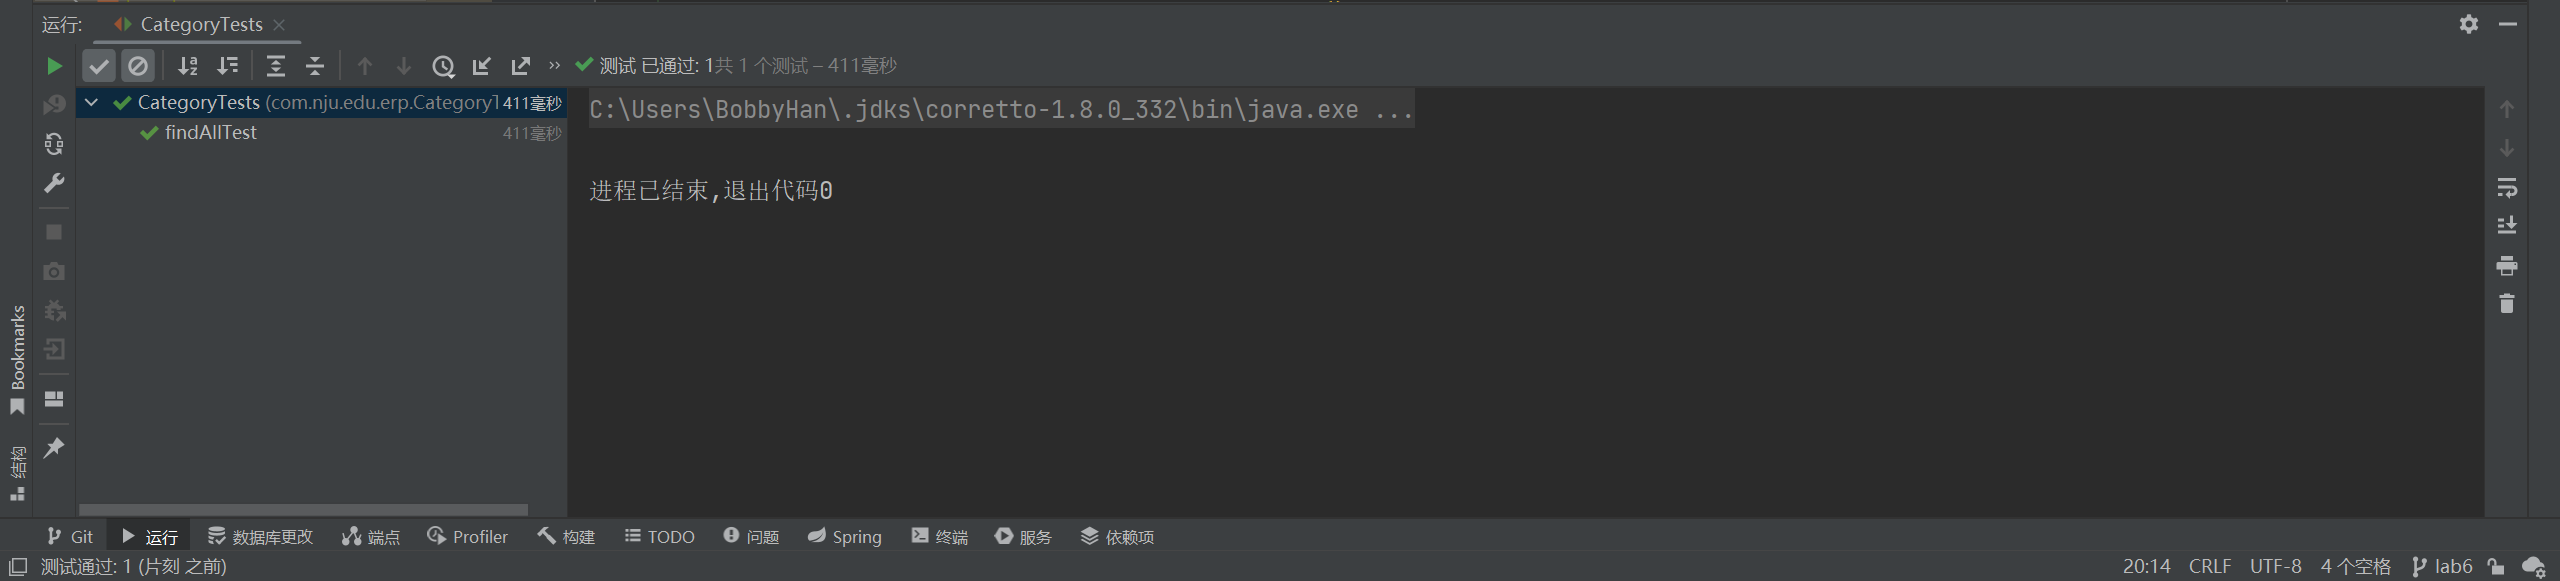 运行: CategoryTests
测试 已通过: 1共 1 个测试 – 411毫秒
CategoryTests (com.nju.edu.erp.CategoryT 411毫秒
findAllTest 411毫秒
C:\Users\BobbyHan\.jdks\corretto-1.8.0_332\bin\java.exe ...
进程已结束,退出代码0
Bookmarks
结构
Git 运行 数据库更改 端点 Profiler 构建 TODO 问题 Spring 终端 服务 依赖项
测试通过: 1 (片刻 之前) 20:14 CRLF UTF-8 4 个空格 lab6